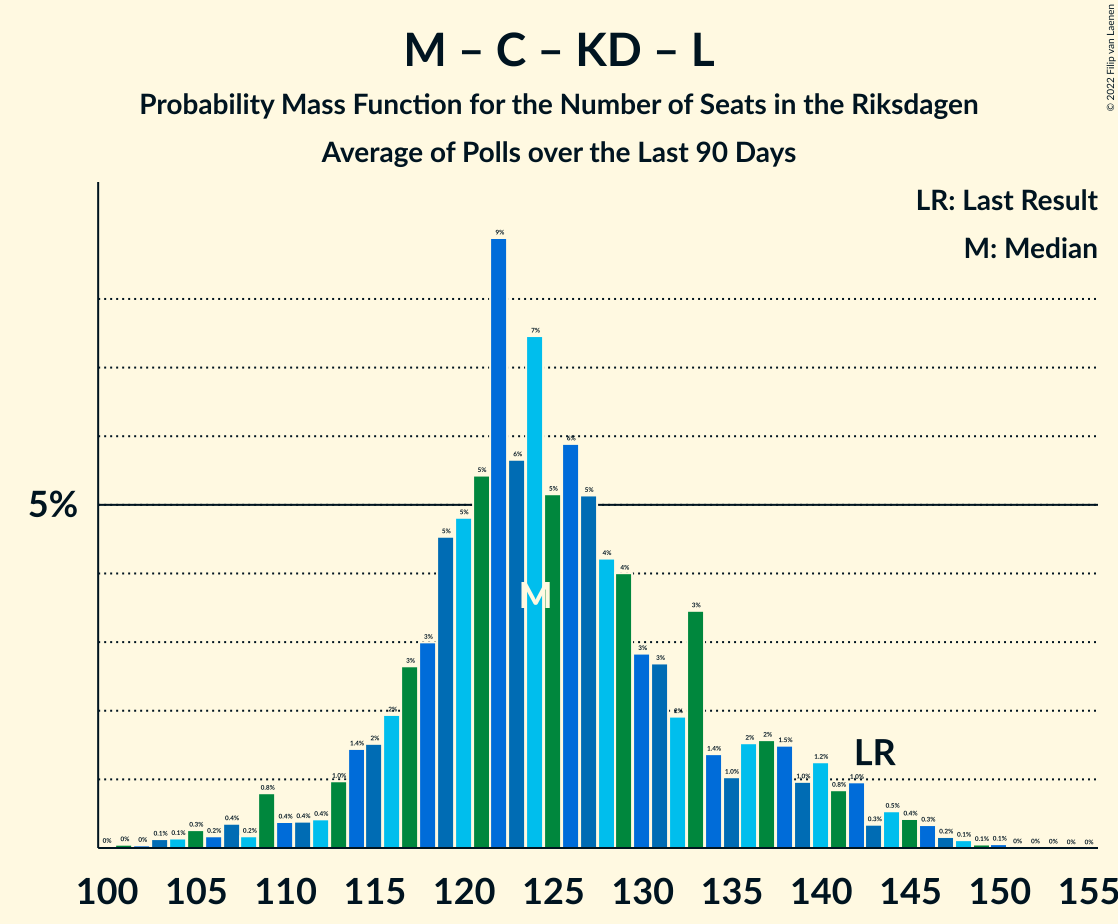 M – C – KD – L
Probability Mass Function for the Number of Seats in the Riksdagen
Average of Polls over the Last 90 Days
© 2022 Filip van Laenen
LR: Last Result
M: Median
5%
0% 0% 0% 0.1% 0.1% 0.3% 0.2% 0.4% 0.2% 0.8% 0.4% 0.4% 0.4% 1.0% 1.4% 2% 2% 3% 3% 5% 5% 5% 9% 6% 7% 5% 6% 5% 4% 4% 3% 3% 2% 3% 1.4% 1.0% 2% 2% 1.5% 1.0% 1.2% 0.8% 1.0% 0.3% 0.5% 0.4% 0.3% 0.2% 0.1% 0.1% 0.1% 0% 0% 0% 0% 0%
M
LR
100 105 110 115 120 125 130 135 140 145 150 155